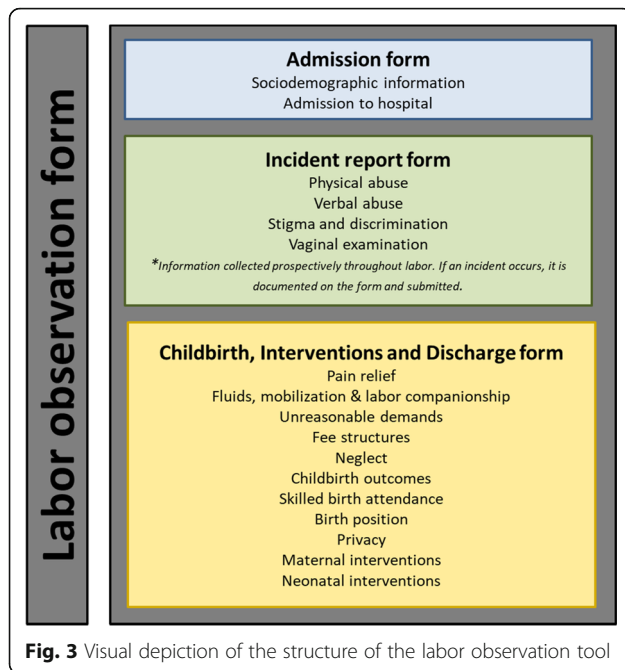 Labor observation form
Admission form
Sociodemographic information
Admission to hospital
Incident report form
Physical abuse
Verbal abuse
Stigma and discrimination
Vaginal examination
*Information collected prospectively throughout labor. If an incident occurs, it is
documented on the form and submitted.
Childbirth, Interventions and Discharge form
Pain relief
Fluids, mobilization & labor companionship
Unreasonable demands
Fee structures
Neglect
Childbirth outcomes
Skilled birth attendance
Birth position
Privacy
Maternal interventions
Neonatal interventions
Fig. 3 Visual depiction of the structure of the labor observation tool